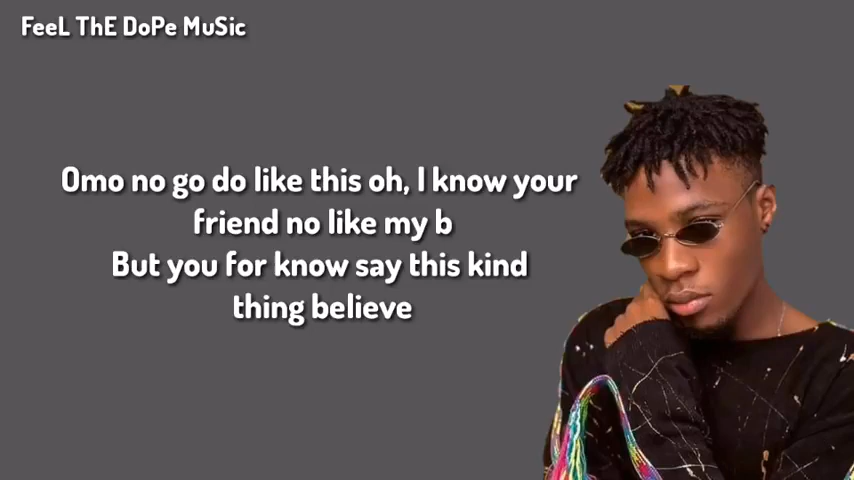 FeeL ThE DoPe MuSic
Omo no go do like this oh, I know your
friend no like my b
But you for know say this kind
thing believe